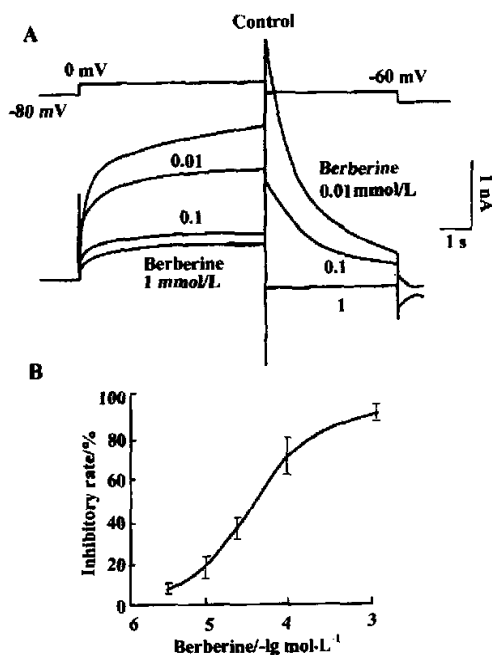 A
Control
0 mV
-60 mV
-80 mV
0.01
Berberine
0.01mmol/L
1 nA
0.1
1 s
Berberine
1 mmol/L
0.1
1
B
100
80
60
40
20
0
Inhibitory rate/%
6 5 4 3
Berberine/-lg mol·L⁻¹